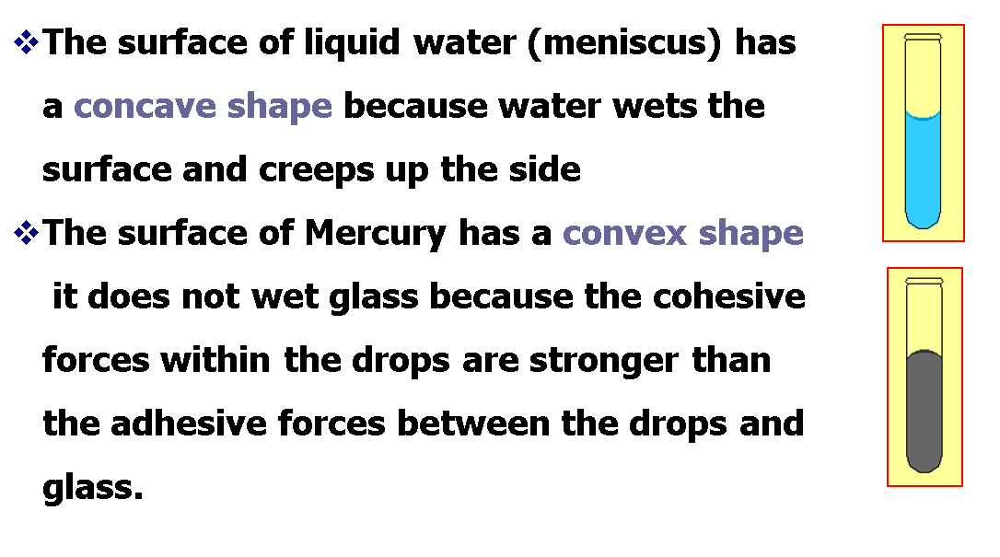 ❖The surface of liquid water (meniscus) has
a concave shape because water wets the
surface and creeps up the side
❖The surface of Mercury has a convex shape
it does not wet glass because the cohesive
forces within the drops are stronger than
the adhesive forces between the drops and
glass.